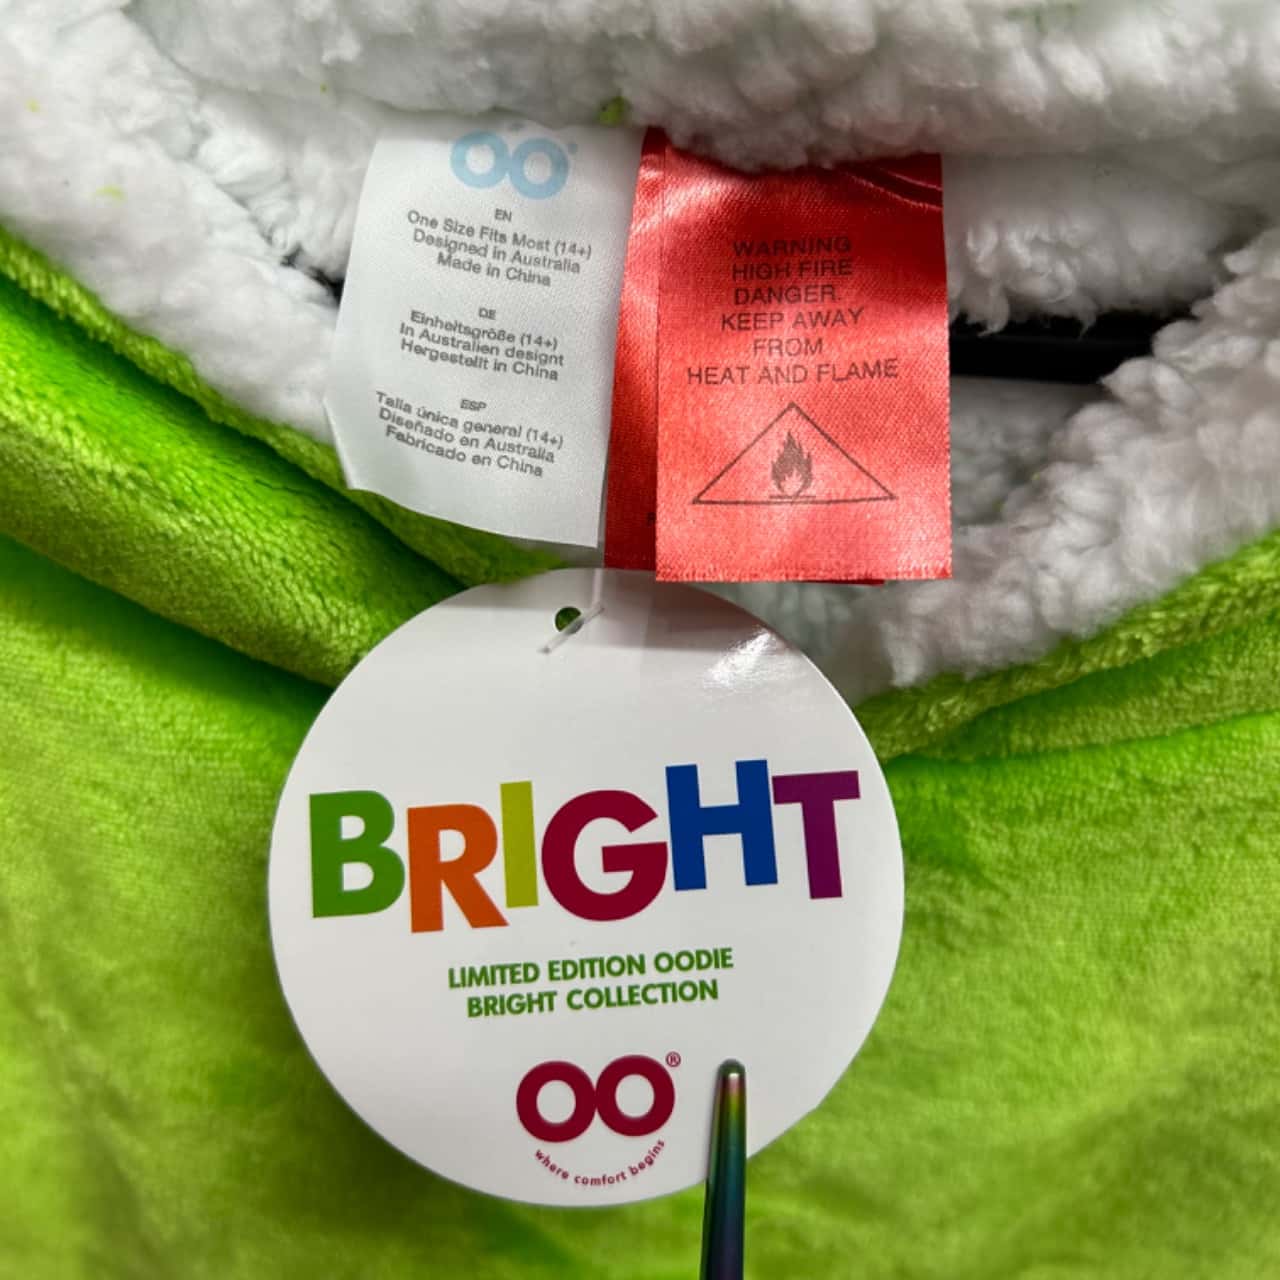 OO
EN
One Size Fits Most (14+)
Designed in Australia
Made in China
DE
Einheitsgröße (14+)
In Australien designt
Hergestellt in China
ESP
Talla única general (14+)
Diseñado en Australia
Fabricado en China
WARNING
HIGH FIRE
DANGER.
KEEP AWAY
FROM
HEAT AND FLAME
BRIGHT
LIMITED EDITION OODIE
BRIGHT COLLECTION
OO®
where comfort begins